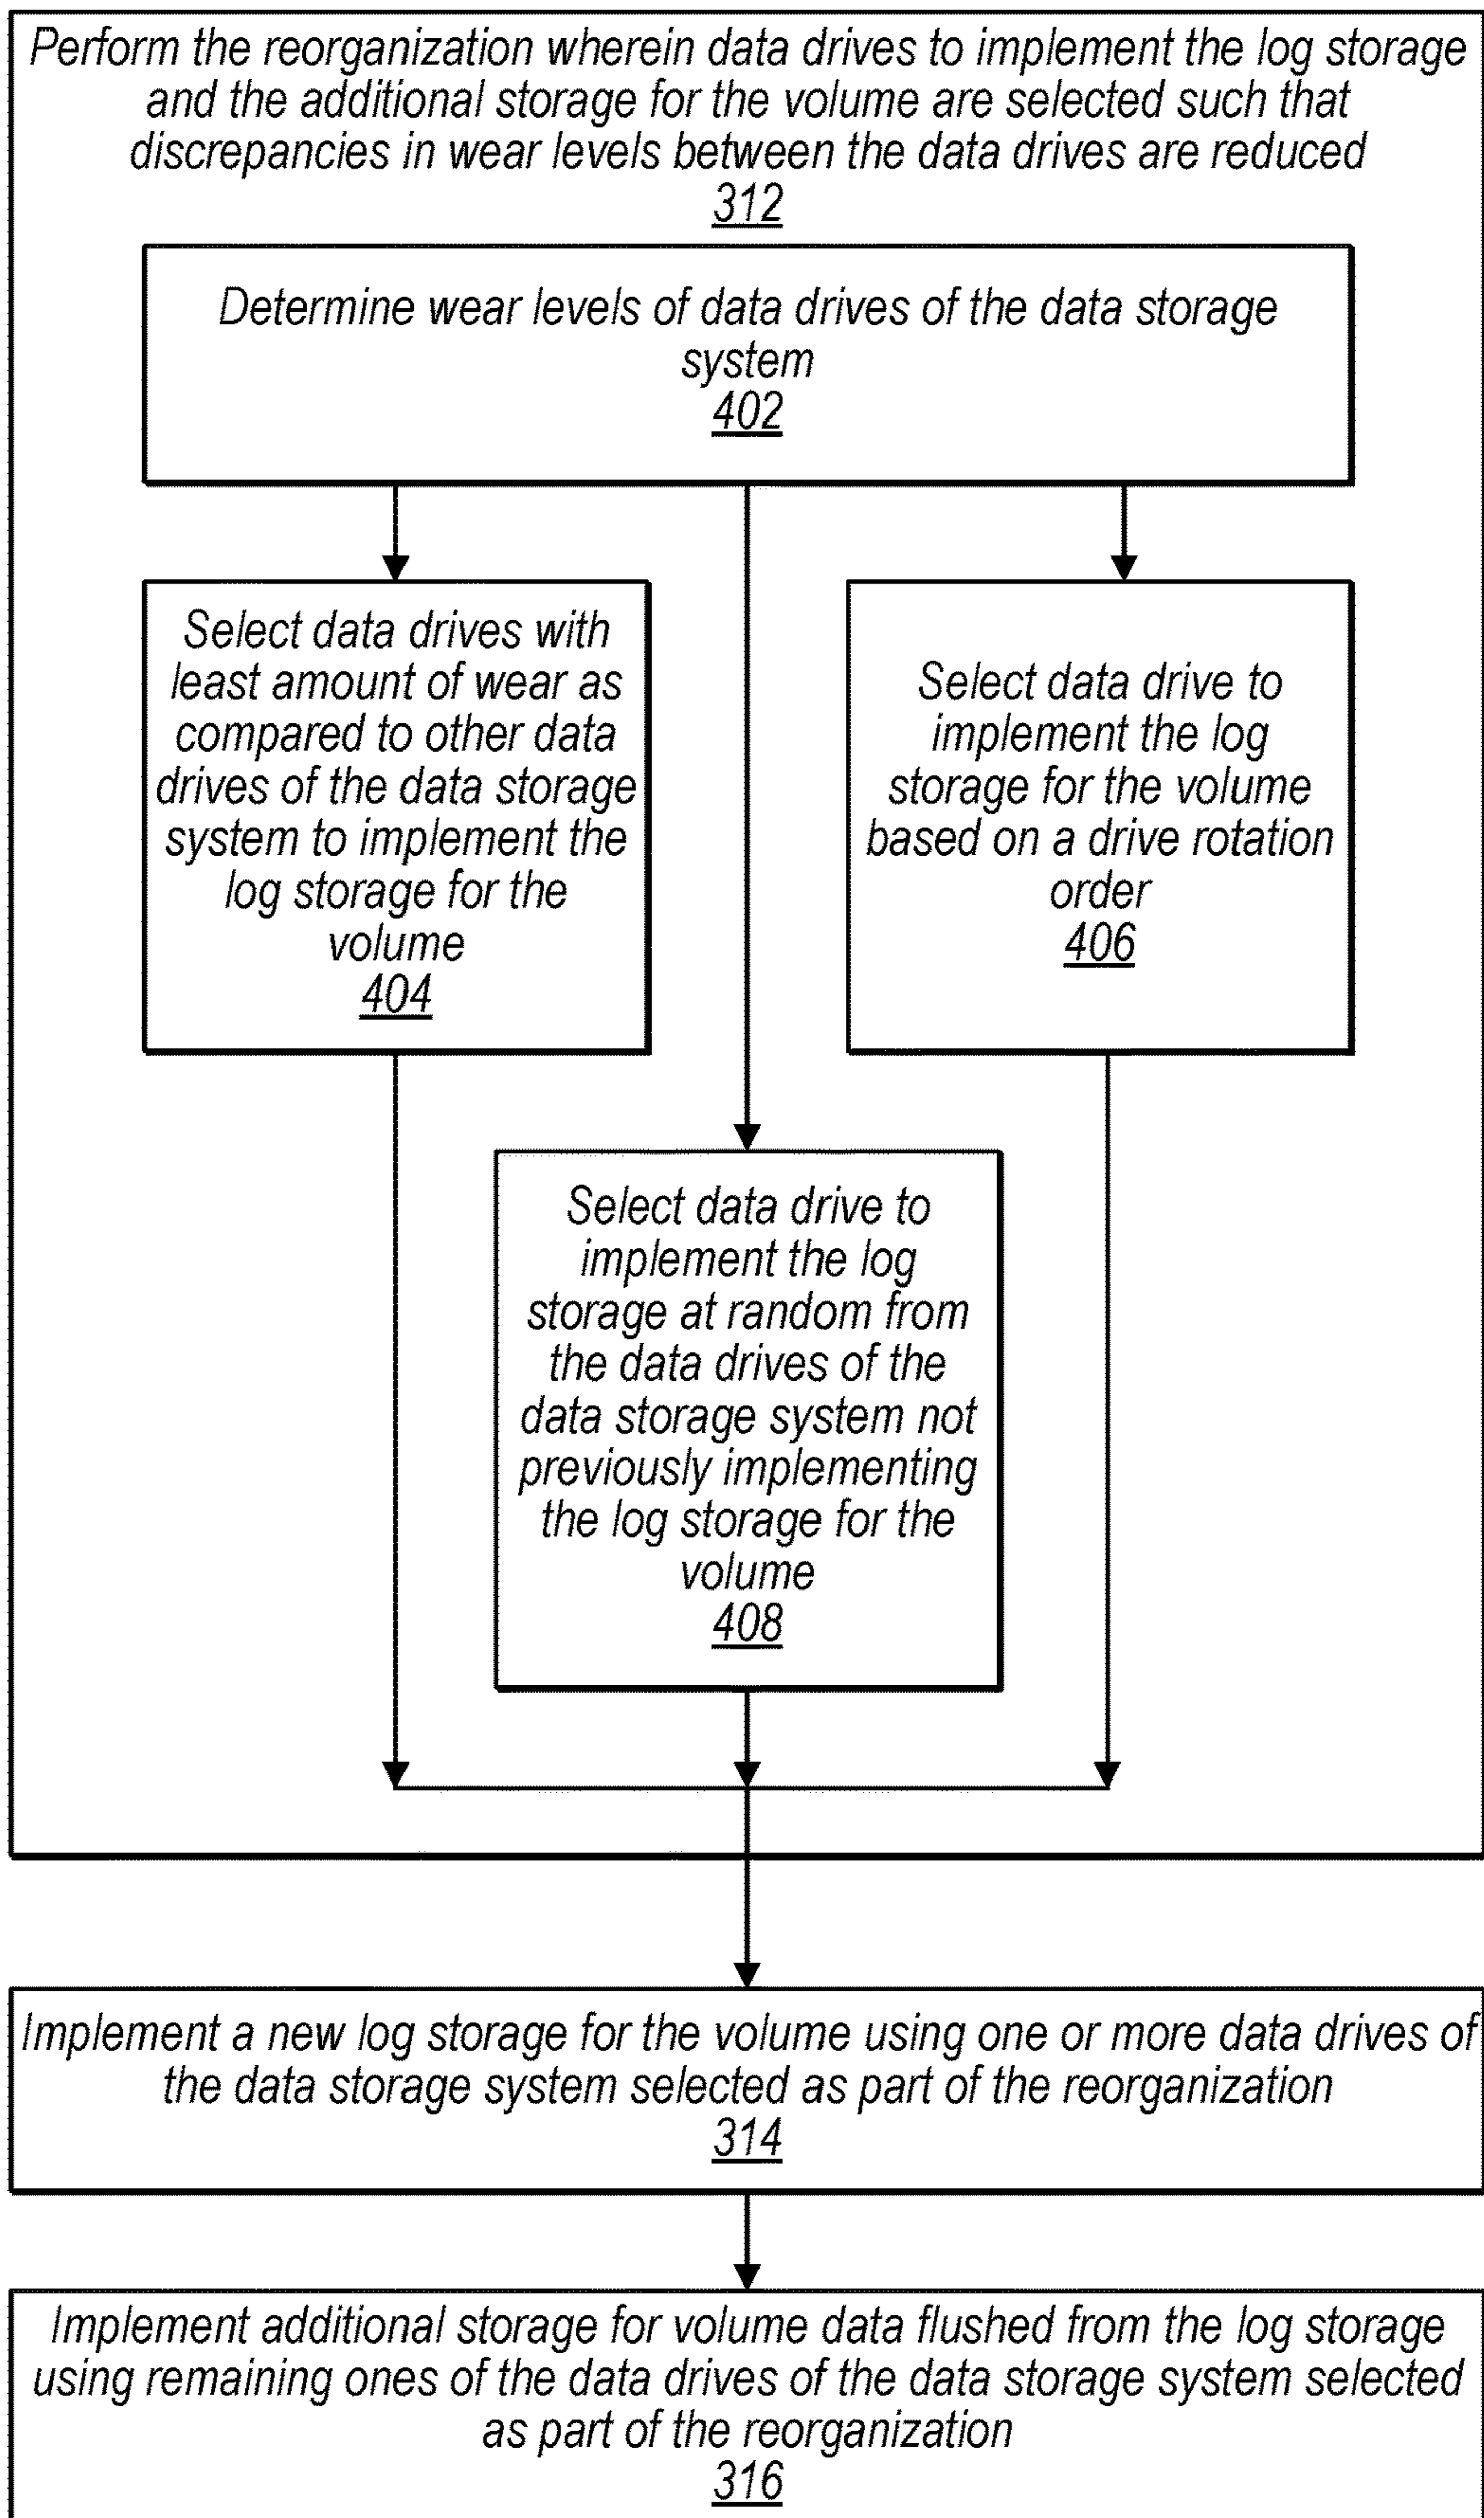 Perform the reorganization wherein data drives to implement the log storage
and the additional storage for the volume are selected such that
discrepancies in wear levels between the data drives are reduced
312
Determine wear levels of data drives of the data storage
system
402
Select data drives with
least amount of wear as
compared to other data
drives of the data storage
system to implement the
log storage for the
volume
404
Select data drive to
implement the log
storage for the volume
based on a drive rotation
order
406
Select data drive to
implement the log
storage at random from
the data drives of the
data storage system not
previously implementing
the log storage for the
volume
408
Implement a new log storage for the volume using one or more data drives of
the data storage system selected as part of the reorganization
314
Implement additional storage for volume data flushed from the log storage
using remaining ones of the data drives of the data storage system selected
as part of the reorganization
316